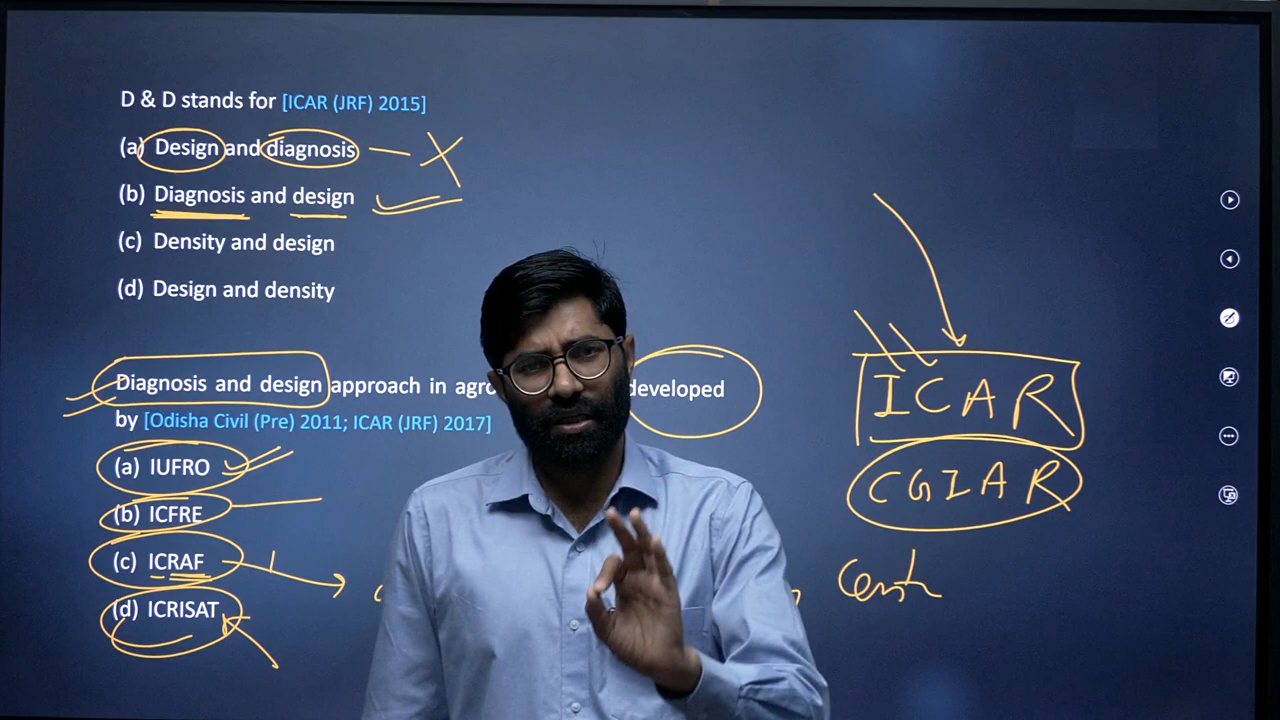 D & D stands for [ICAR (JRF) 2015]
(a) Design and diagnosis
(b) Diagnosis and design
(c) Density and design
(d) Design and density
Diagnosis and design approach in agro developed
by [Odisha Civil (Pre) 2011; ICAR (JRF) 2017]
(a) IUFRO
(b) ICFRE
(c) ICRAF
(d) ICRISAT
ICAR
CGIAR